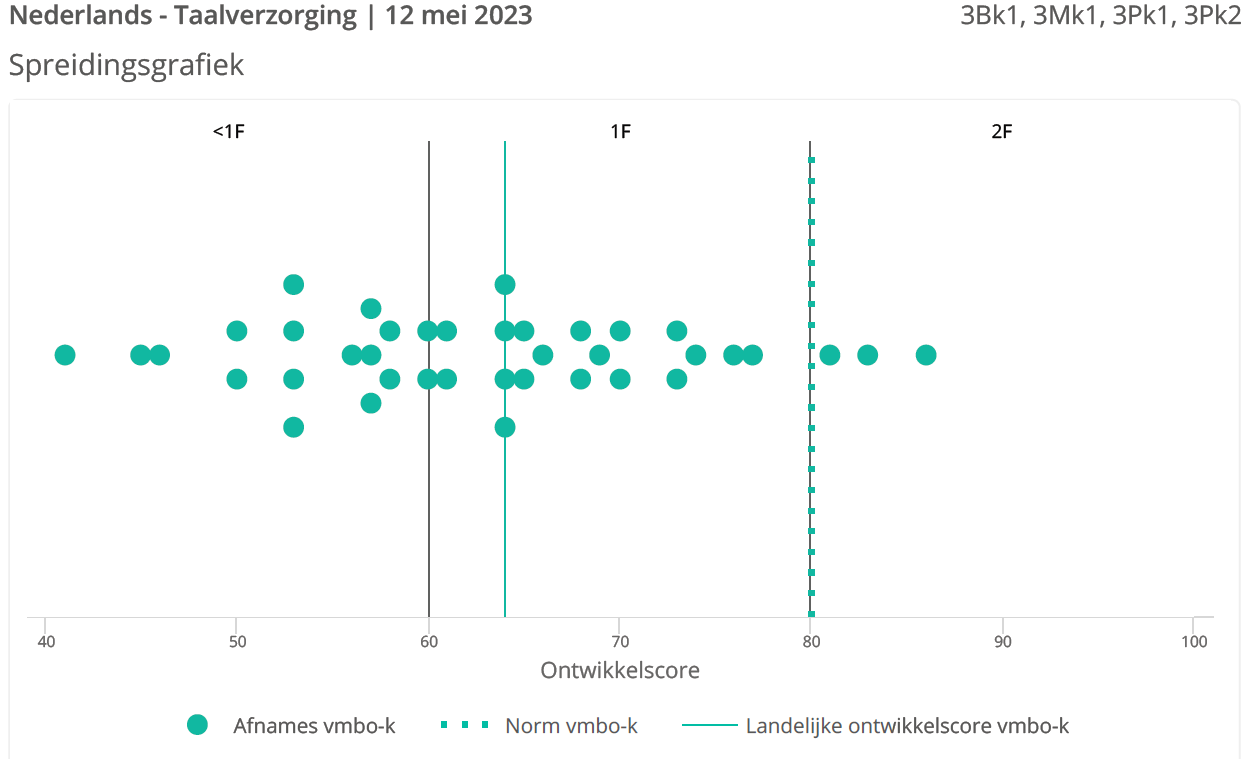 Nederlands - Taalverzorging | 12 mei 2023
3Bk1, 3Mk1, 3Pk1, 3Pk2
Spreidingsgrafiek
<1F 1F 2F
40 50 60 70 80 90 100
Ontwikkelscore
Afnames vmbo-k Norm vmbo-k Landelijke ontwikkelscore vmbo-k